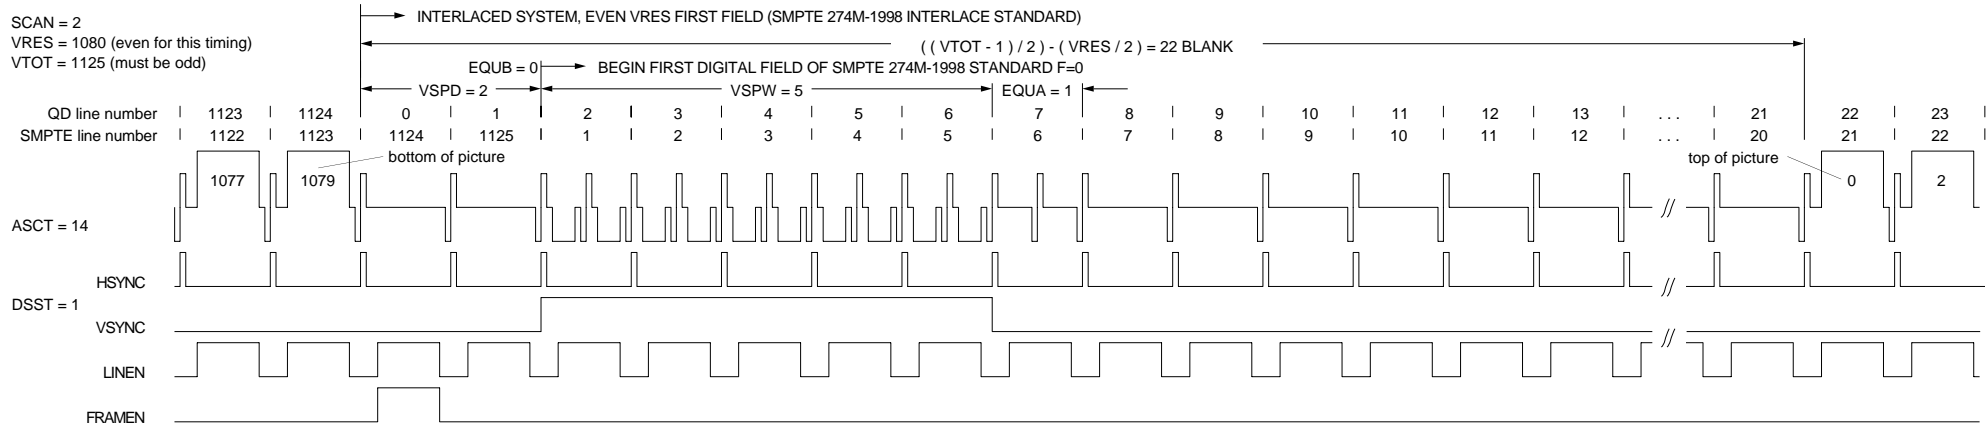 SCAN = 2
INTERLACED SYSTEM, EVEN VRES FIRST FIELD (SMPTE 274M-1998 INTERLACE STANDARD)
VRES = 1080 (even for this timing)
( ( VTOT - 1 ) / 2 ) - ( VRES / 2 ) = 22 BLANK
VTOT = 1125 (must be odd)
EQUB = 0 BEGIN FIRST DIGITAL FIELD OF SMPTE 274M-1998 STANDARD F=0
VSPD = 2 VSPW = 5 EQUA = 1
QD line number 1123 1124 0 1 2 3 4 5 6 7 8 9 10 11 12 13 . . . 21 22 23
SMPTE line number 1122 1123 1124 1125 1 2 3 4 5 6 7 8 9 10 11 12 . . . 20 21 22
bottom of picture top of picture
1077 1079 0 2
ASCT = 14
HSYNC
DSST = 1
VSYNC
LINEN
FRAMEN